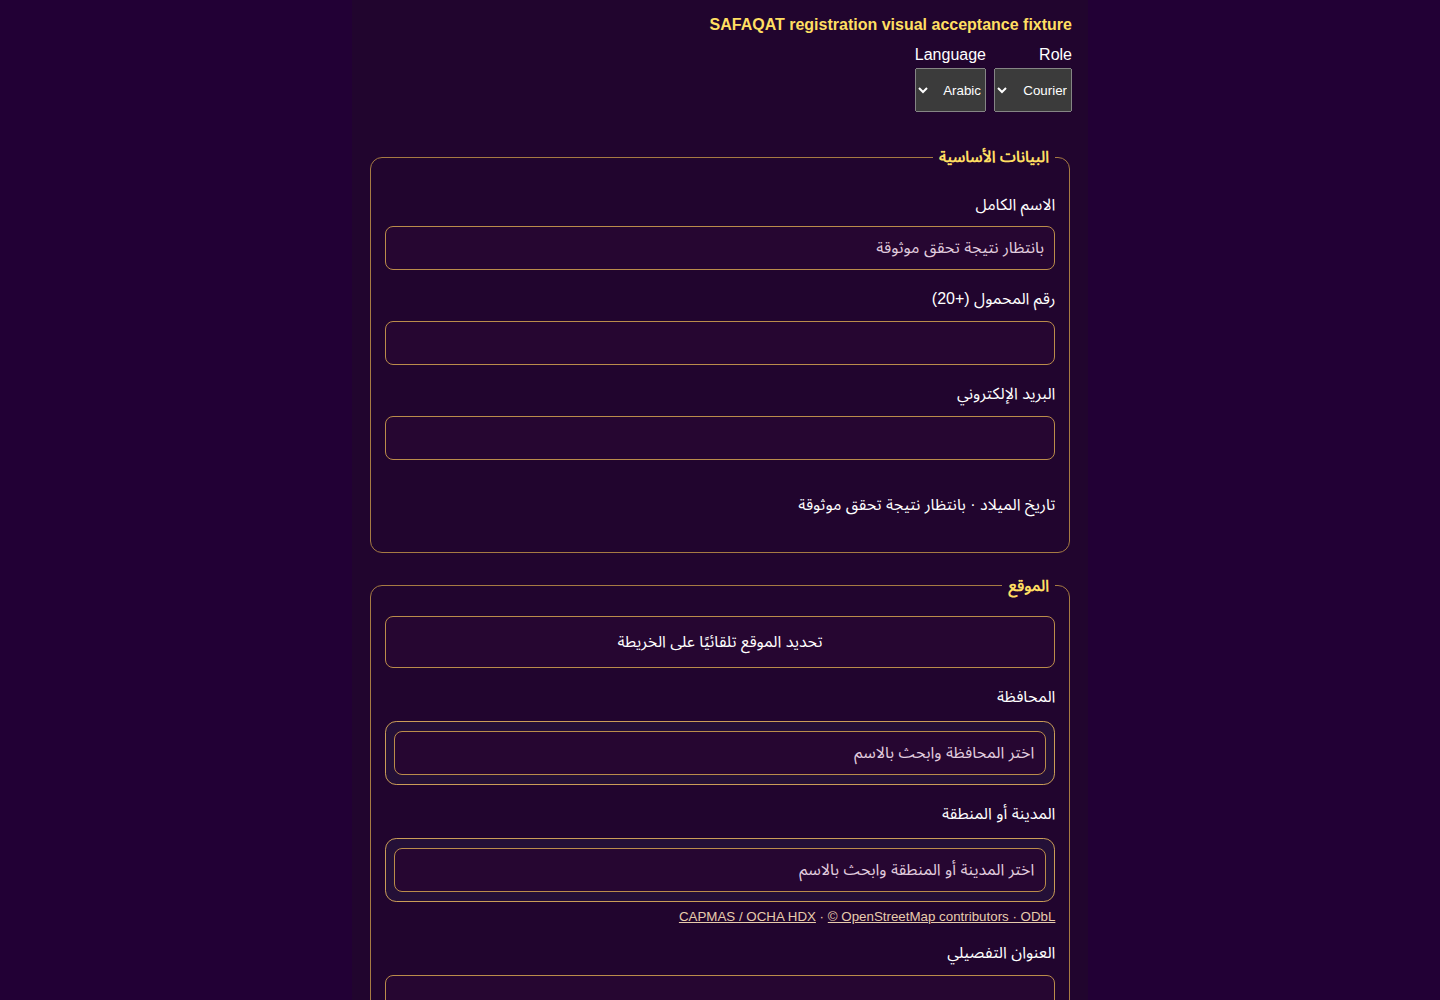 SAFAQAT registration visual acceptance fixture
Role
Language
Courier
Arabic
البيانات الأساسية
الاسم الكامل
بانتظار نتيجة تحقق موثوقة
رقم المحمول (+20)
البريد الإلكتروني
تاريخ الميلاد · بانتظار نتيجة تحقق موثوقة
الموقع
تحديد الموقع تلقائيًا على الخريطة
المحافظة
اختر المحافظة وابحث بالاسم
المدينة أو المنطقة
اختر المدينة أو المنطقة وابحث بالاسم
CAPMAS / OCHA HDX · © OpenStreetMap contributors · ODbL
العنوان التفصيلي